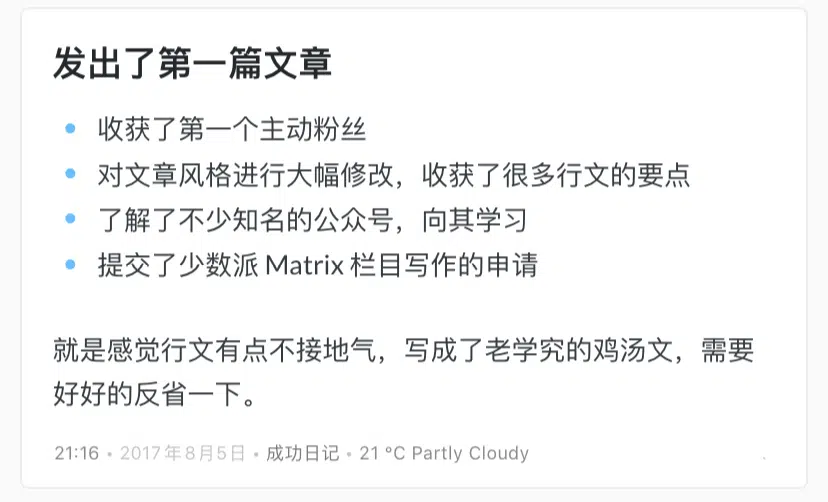 发出了第一篇文章
收获了第一个主动粉丝
对文章风格进行大幅修改，收获了很多行文的要点
了解了不少知名的公众号，向其学习
提交了少数派 Matrix 栏目写作的申请
就是感觉行文有点不接地气，写成了老学究的鸡汤文，需要
好好的反省一下。
21:16 • 2017年8月5日 • 成功日记 • 21 °C Partly Cloudy